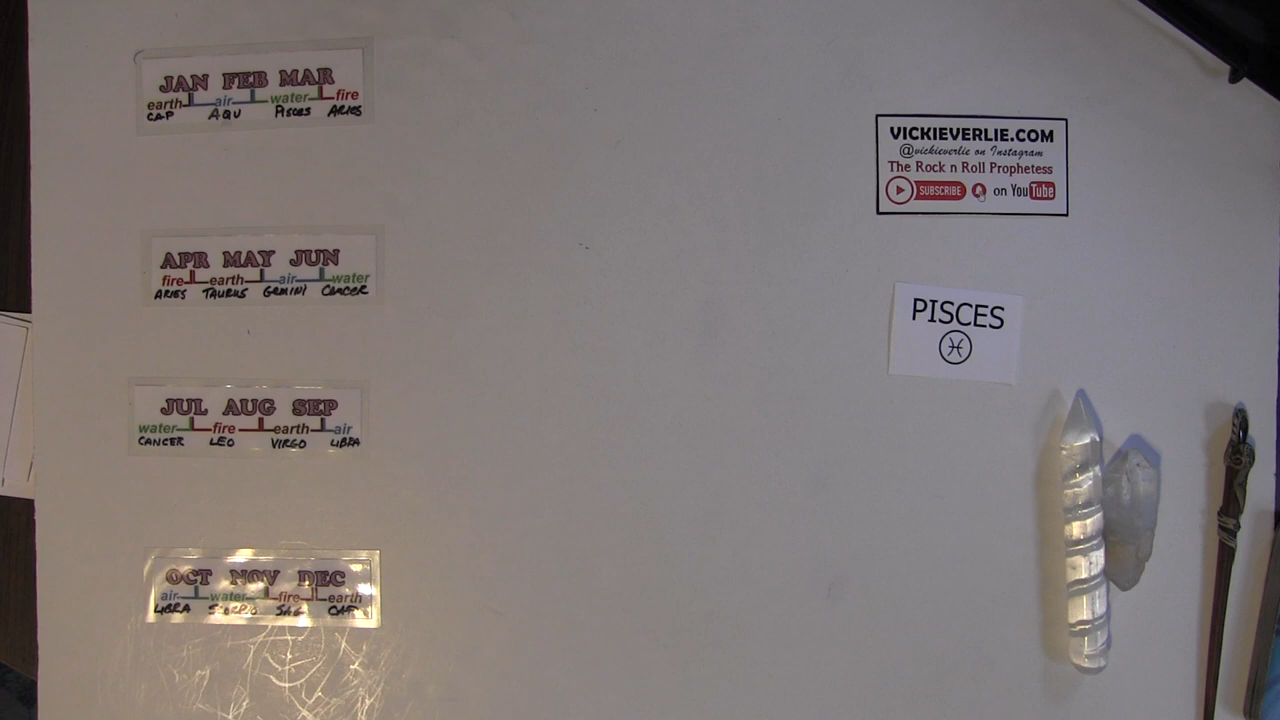 JAN FEB MAR
earth air water fire
CAP AQU PISCES ARIES
APR MAY JUN
fire earth air water
ARIES TAURUS GEMINI CANCER
JUL AUG SEP
water fire earth air
CANCER LEO VIRGO LIBRA
OCT NOV DEC
air water fire earth
LIBRA SCORPIO SAG CAP
VICKIEVERLIE.COM
@vickieverlie on Instagram
The Rock n Roll Prophetess
SUBSCRIBE on YouTube
PISCES